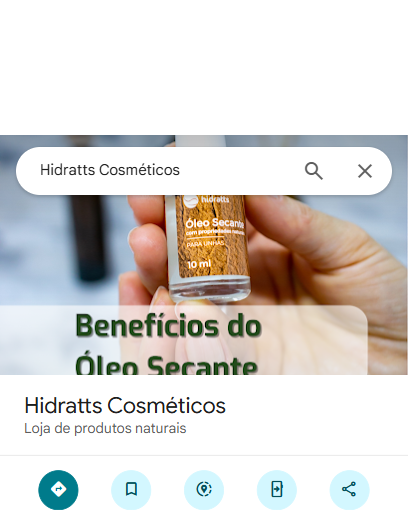 Hidratts Cosméticos
hidratts
Óleo Secante
com propriedades naturais
PARA UNHAS
10 ml
Benefícios do
Óleo Secante
Hidratts Cosméticos
Loja de produtos naturais